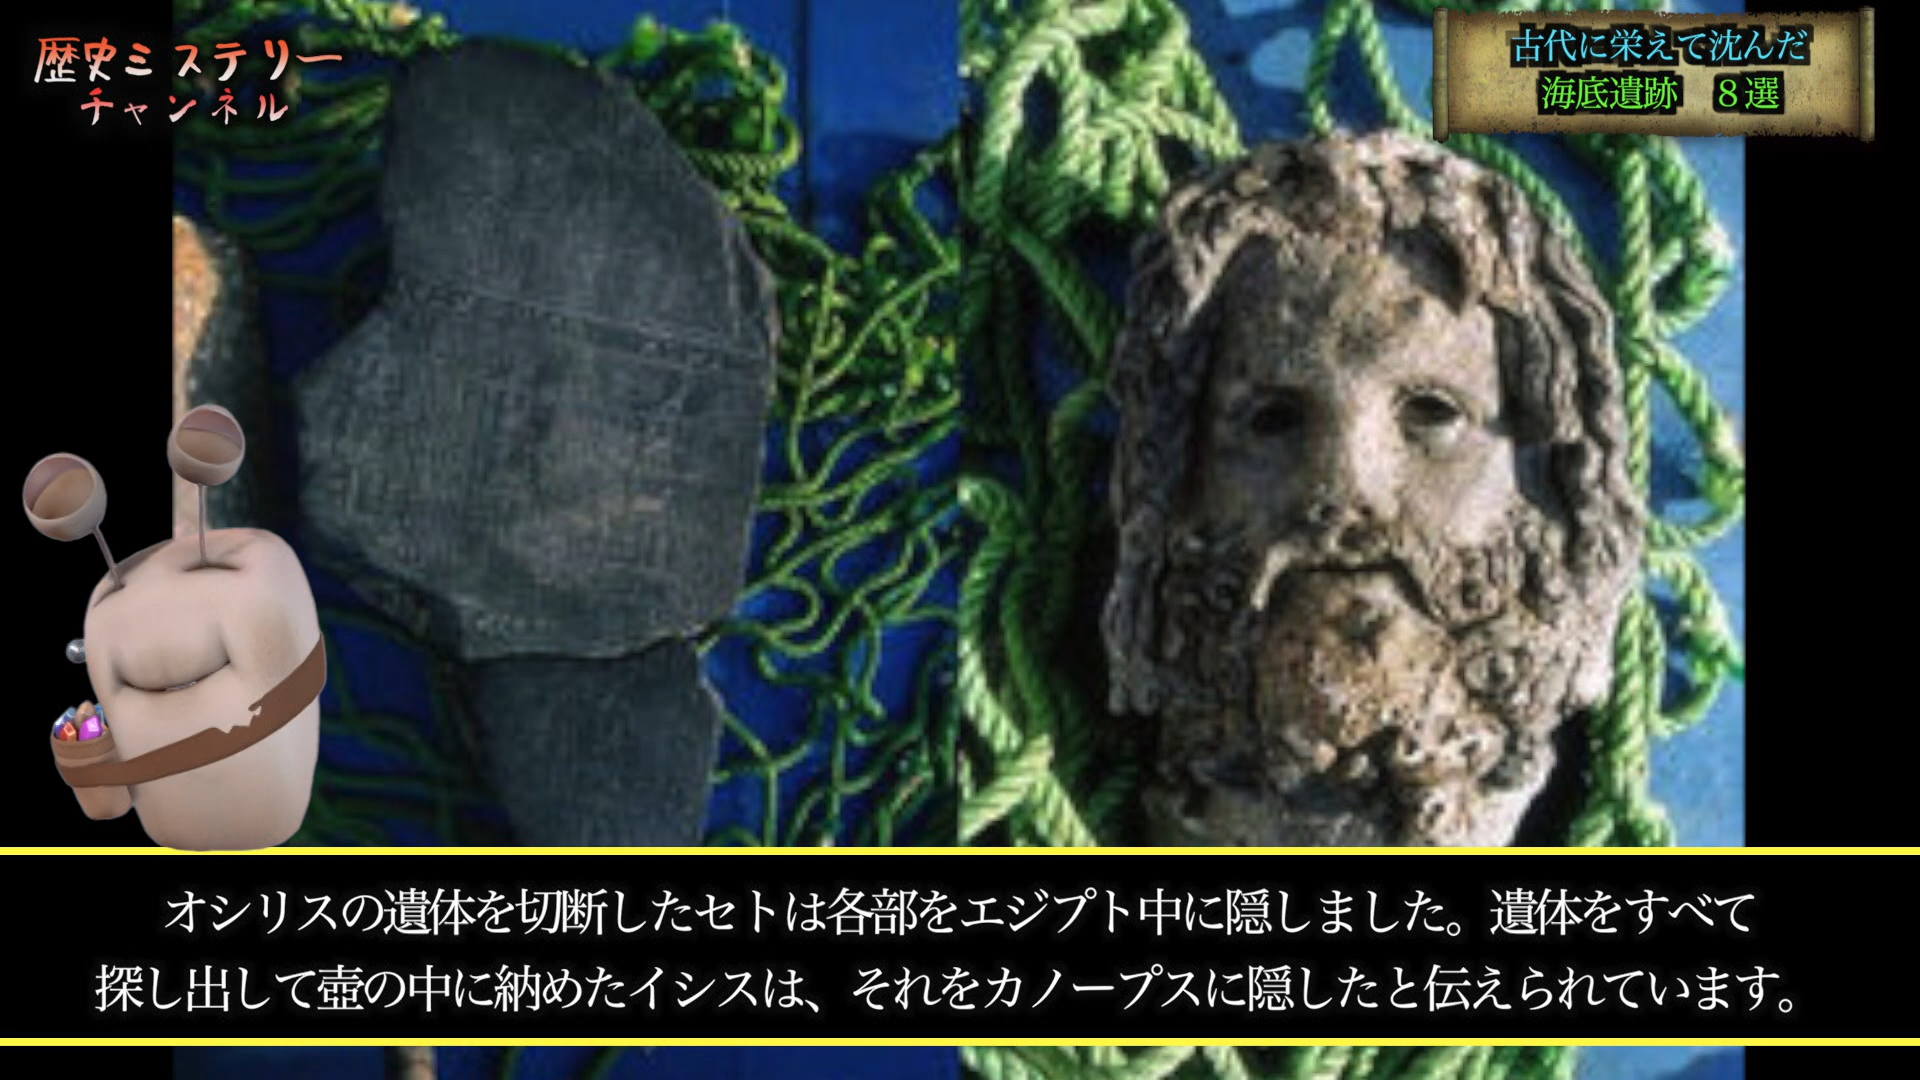 歴史ミステリー
チャンネル
古代に栄えて沈んだ
海底遺跡　８選
オシリスの遺体を切断したセトは各部をエジプト中に隠しました。遺体をすべて
探し出して壺の中に納めたイシスは、それをカノープスに隠したと伝えられています。